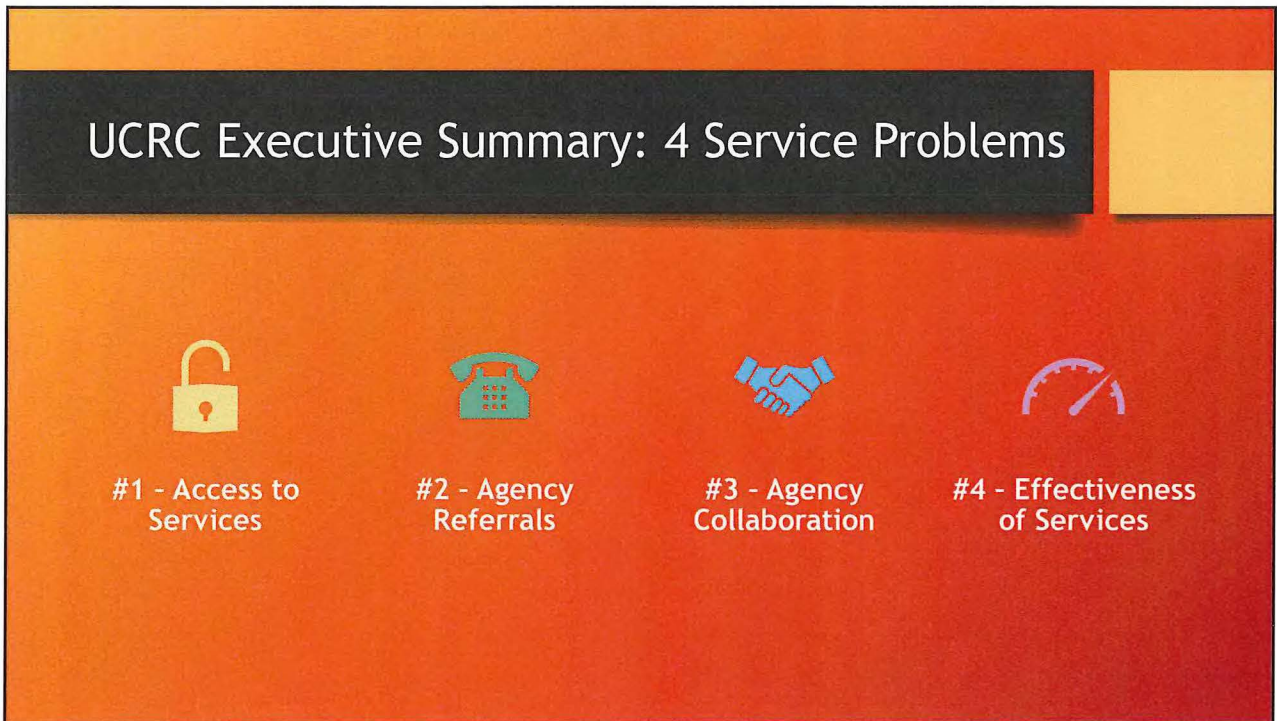 UCRC Executive Summary: 4 Service Problems
#1 - Access to
Services
#2 - Agency
Referrals
#3 - Agency
Collaboration
#4 - Effectiveness
of Services